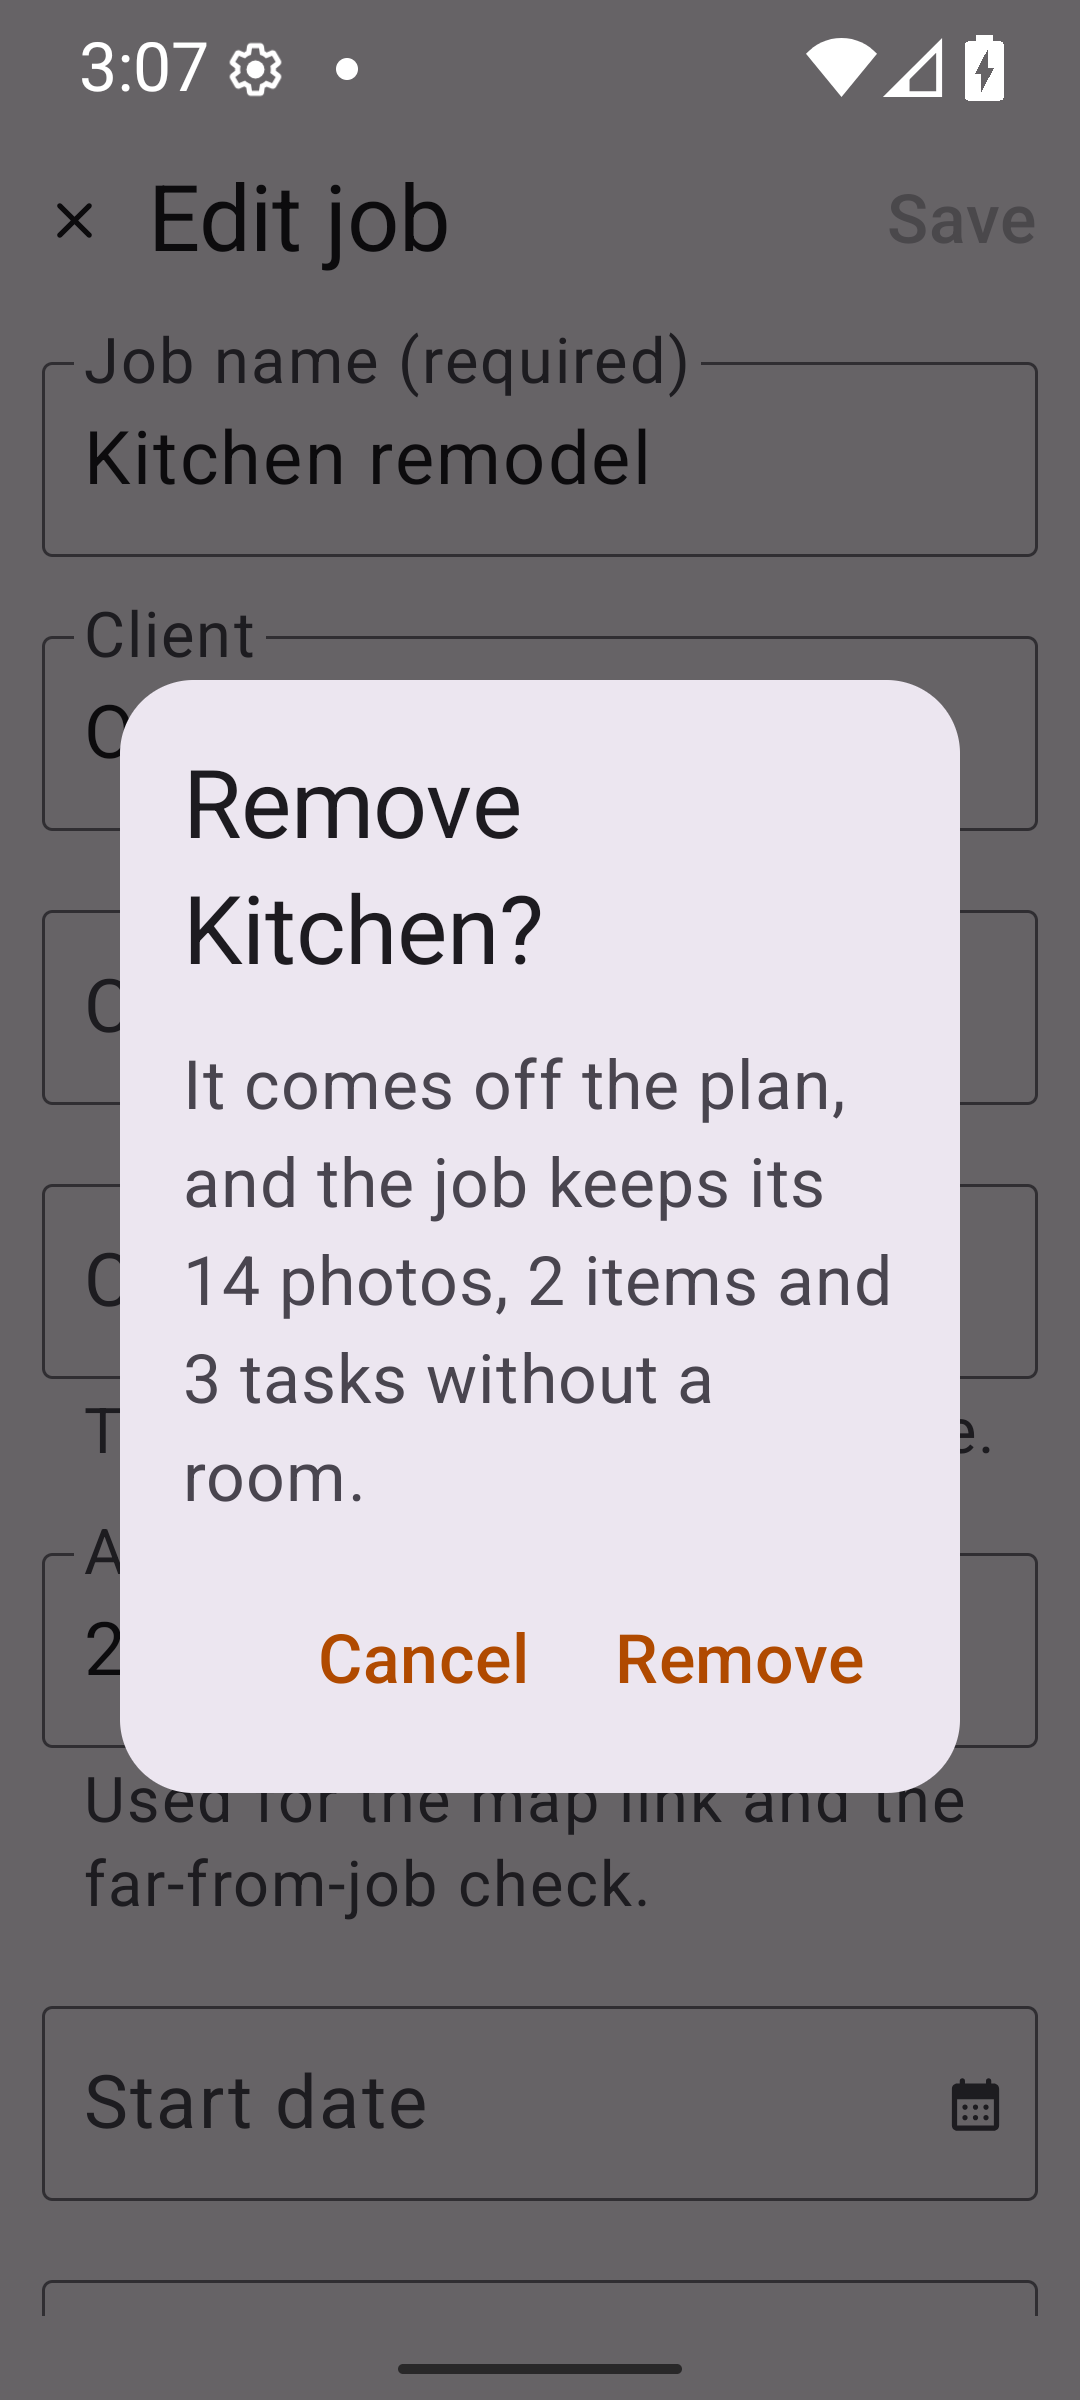 3:07
Edit job
Save
Job name (required)
Kitchen remodel
Client
Remove
Kitchen?
It comes off the plan,
and the job keeps its
14 photos, 2 items and
3 tasks without a
room.
Cancel
Remove
Used for the map link and the
far-from-job check.
Start date